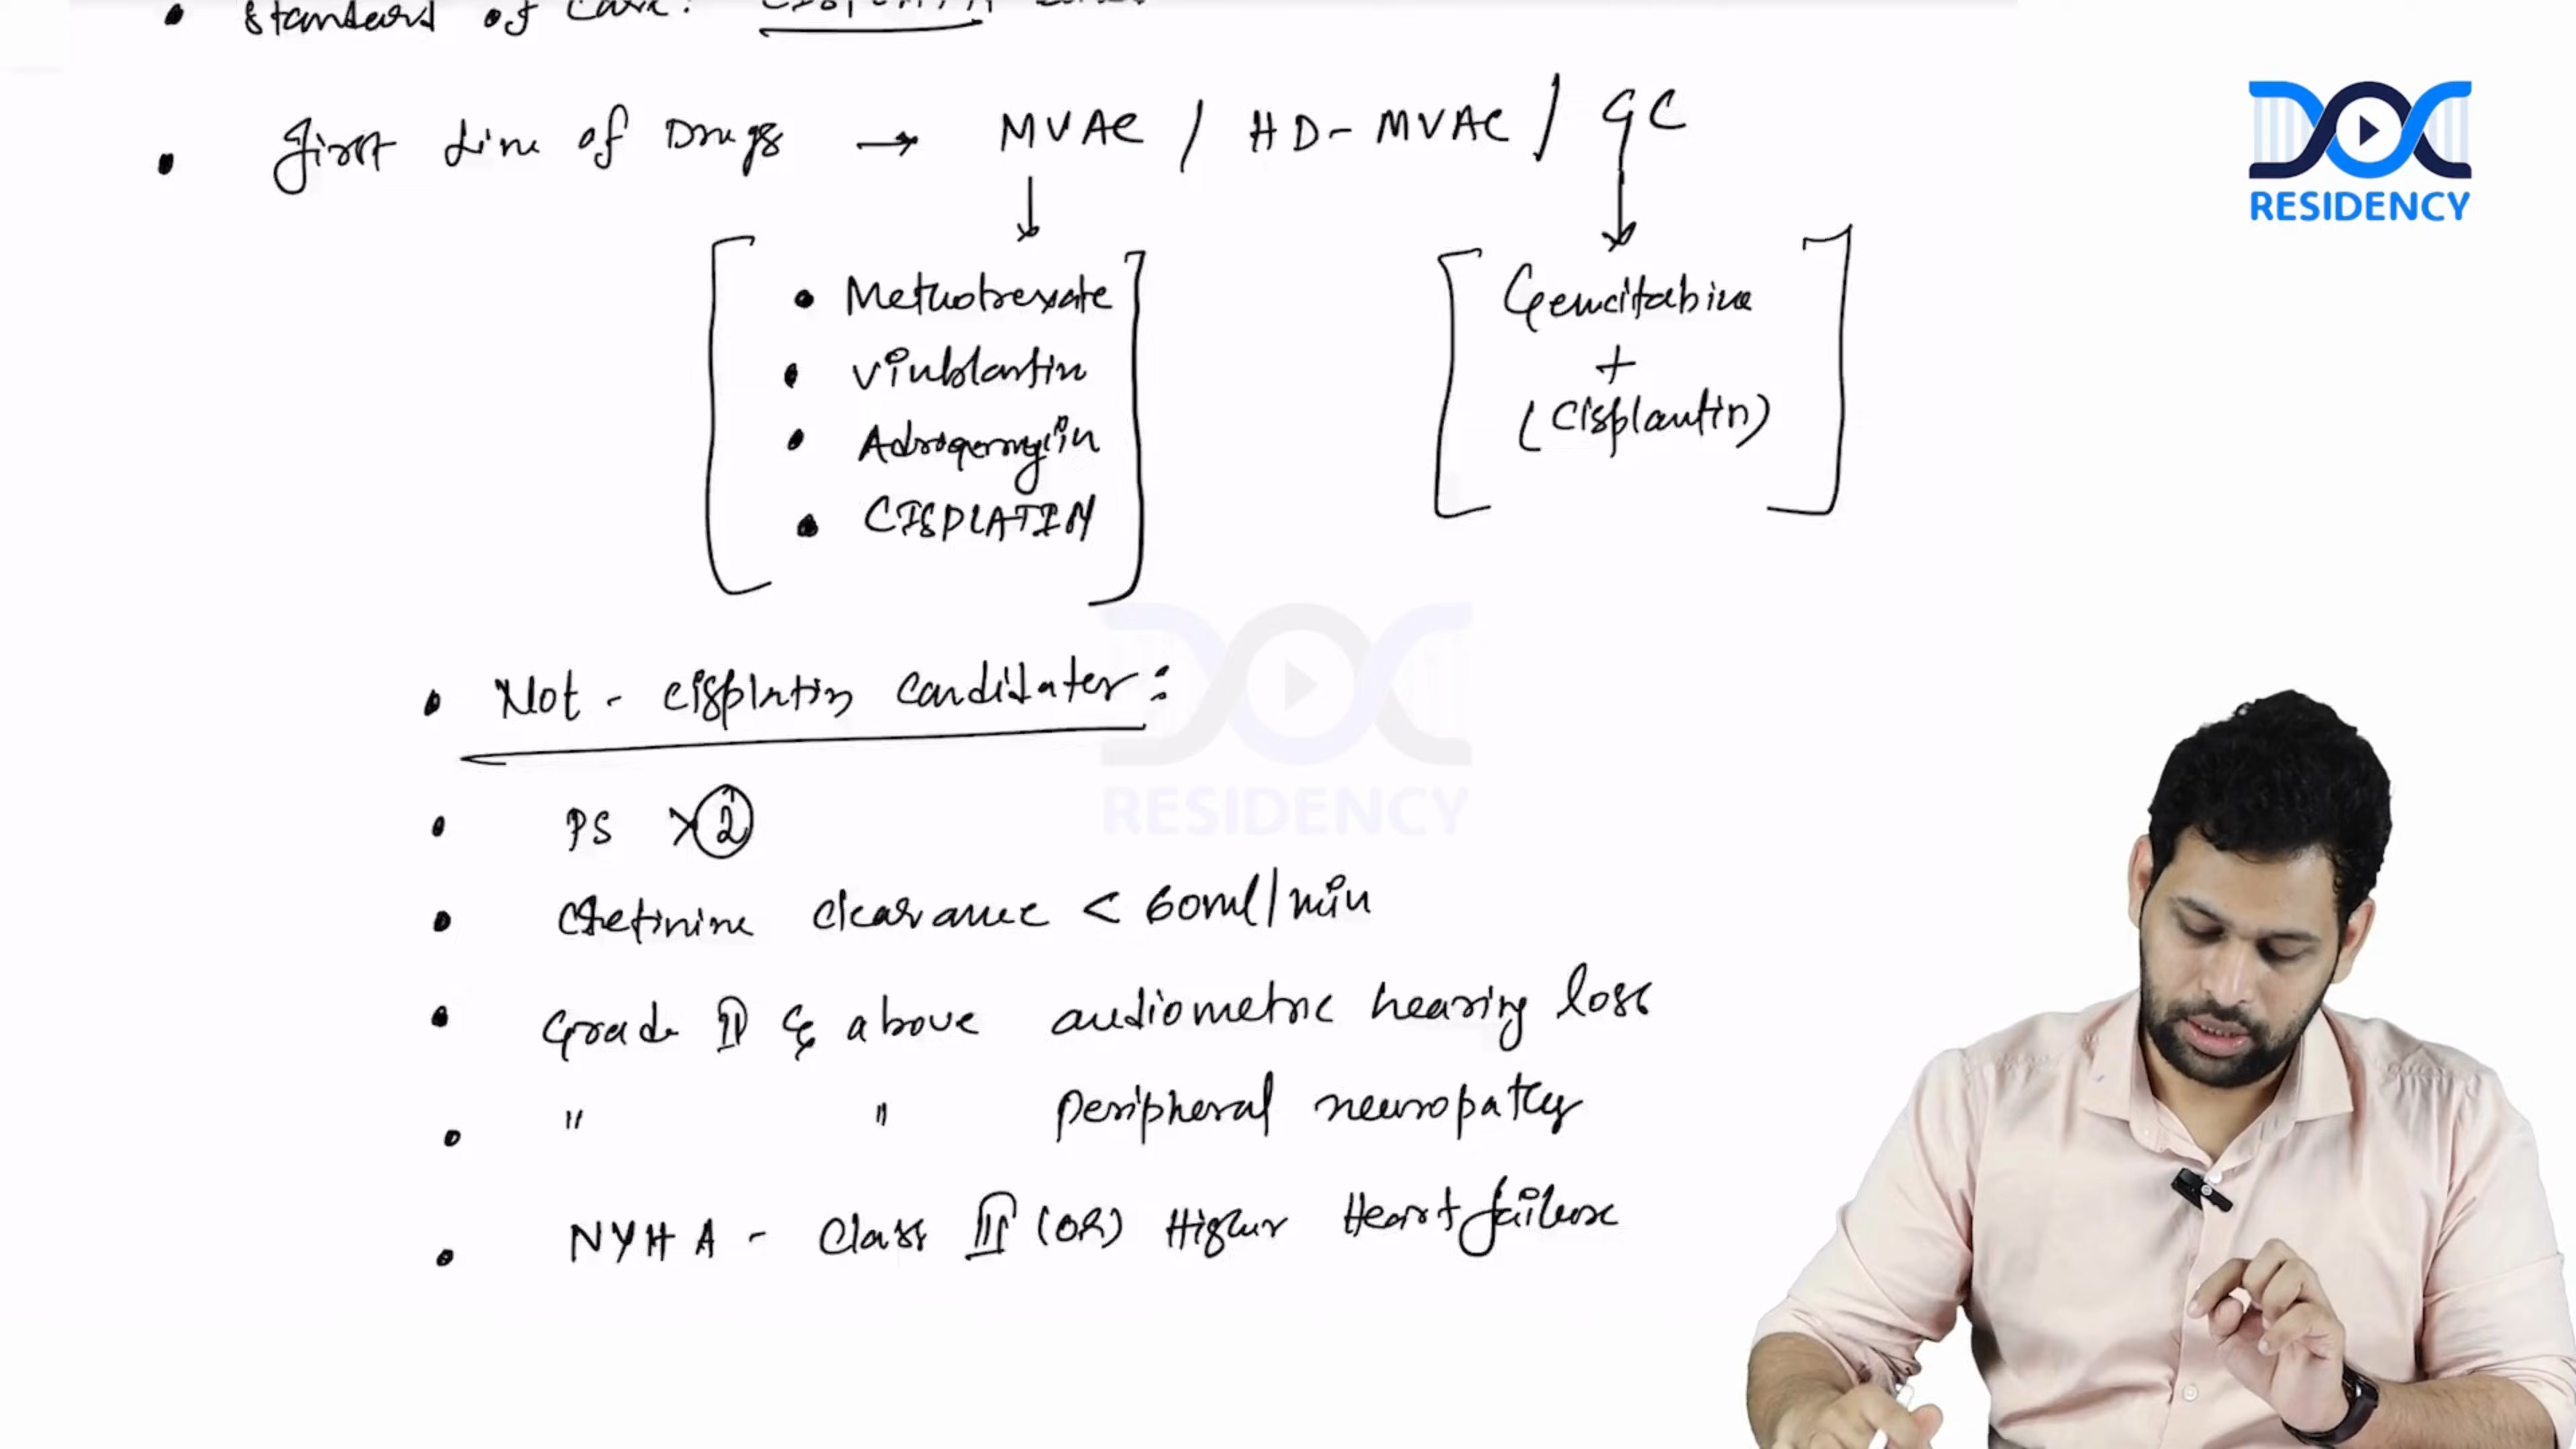 • Standard of Care:
• First Line of Drugs → MVAC / HD-MVAC / GC
• Methotrexate
• Vinblastin
• Adriamycin
• CISPLATIN
Gemcitabine
+
(Cisplantin)
• Not - cisplatin candidates:
• PS >2
• Cretinine clearance < 60ml/min
• Grade II & above audiometric hearing loss
• " " Peripheral neuropathy
• NYHA - Class III (OR) Higher Heart failure
DOC
RESIDENCY
RESIDENCY